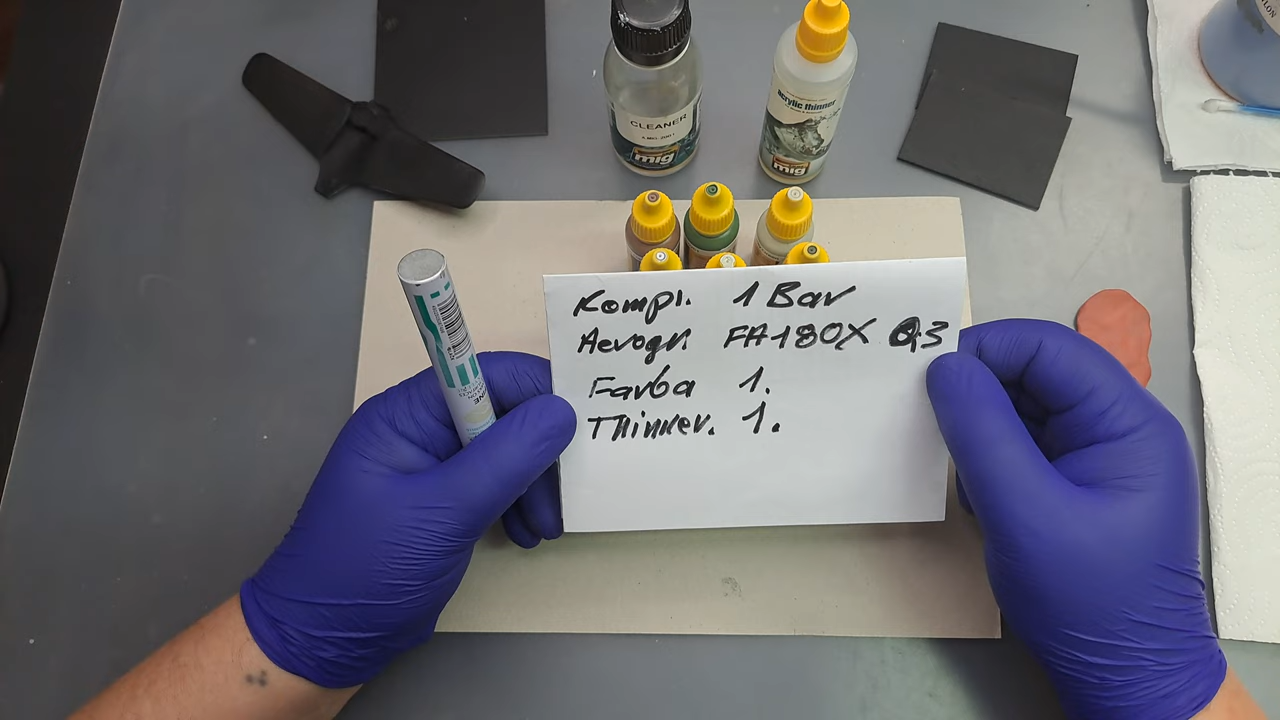 CLEANER
mig
acrylic thinner
mig
Kompr. 1 Bar
Aerogr. FA180X 0,3
Farba 1.
Thinner. 1.